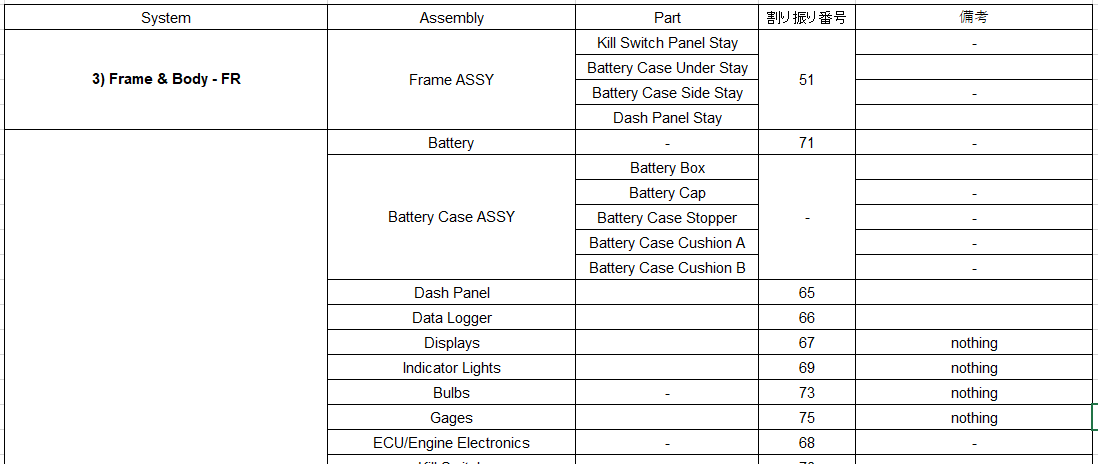 System Assembly Part 割り振り番号 備考
3) Frame & Body - FR Frame ASSY Kill Switch Panel Stay 51 -
Battery Case Under Stay
Battery Case Side Stay -
Dash Panel Stay
Battery - 71 -
Battery Case ASSY Battery Box -
Battery Cap -
Battery Case Stopper -
Battery Case Cushion A -
Battery Case Cushion B -
Dash Panel 65
Data Logger 66
Displays 67 nothing
Indicator Lights 69 nothing
Bulbs - 73 nothing
Gages 75 nothing
ECU/Engine Electronics - 68 -